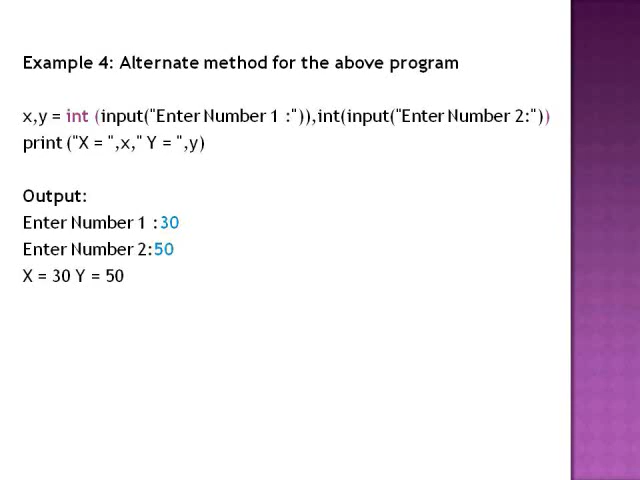 Example 4: Alternate method for the above program
x,y = int (input("Enter Number 1 :")),int(input("Enter Number 2:"))
print ("X = ",x," Y = ",y)
Output:
Enter Number 1 :30
Enter Number 2:50
X = 30 Y = 50